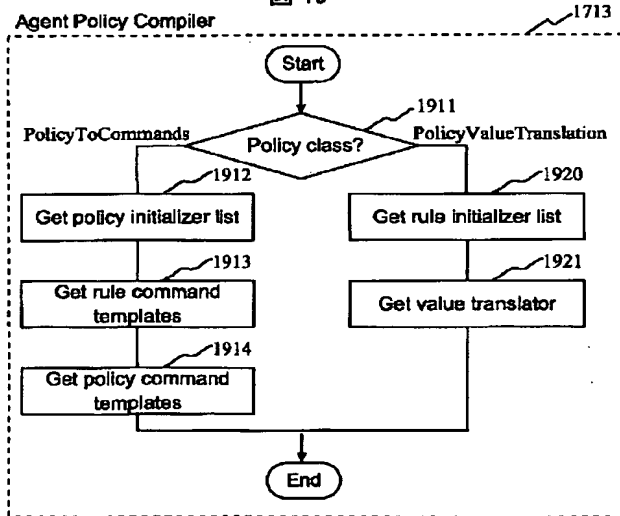 Agent Policy Compiler
1713
Start
1911
PolicyToCommands
Policy class?
PolicyValueTranslation
1912
1920
Get policy initializer list
Get rule initializer list
1913
1921
Get rule command
templates
Get value translator
1914
Get policy command
templates
End